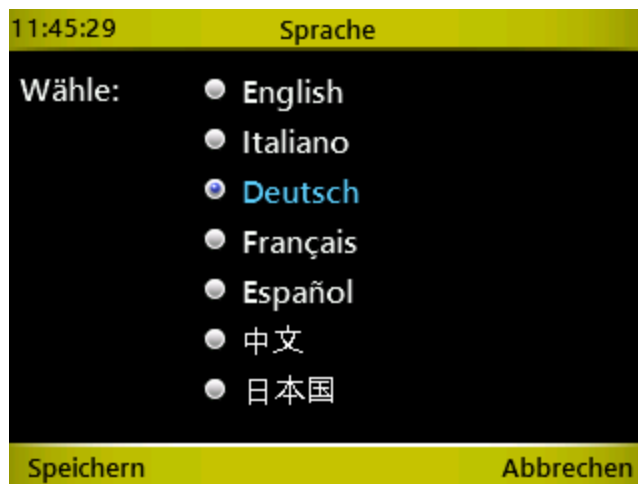 11:45:29 Sprache
Wähle: English
Italiano
Deutsch
Français
Español
中文
日本国
Speichern Abbrechen